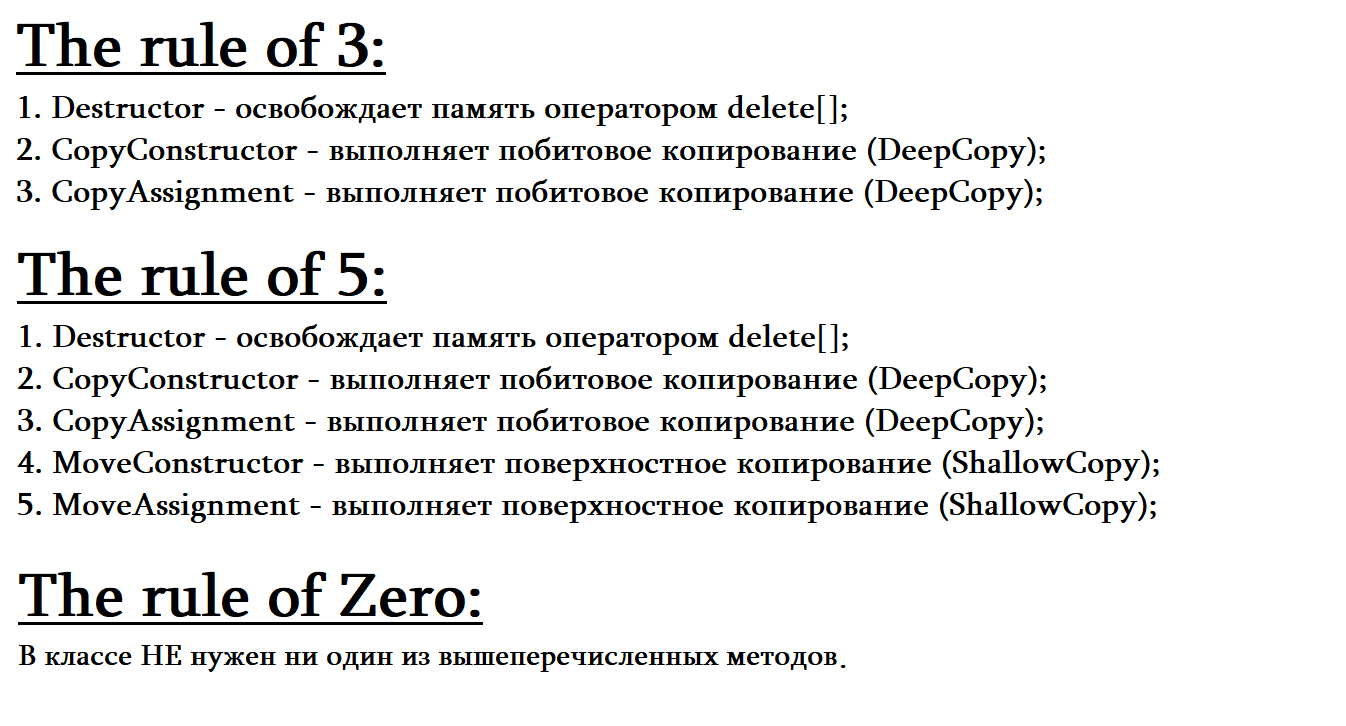 The rule of 3:
1. Destructor - освобождает память оператором delete[];
2. CopyConstructor - выполняет побитовое копирование (DeepCopy);
3. CopyAssignment - выполняет побитовое копирование (DeepCopy);
The rule of 5:
1. Destructor - освобождает память оператором delete[];
2. CopyConstructor - выполняет побитовое копирование (DeepCopy);
3. CopyAssignment - выполняет побитовое копирование (DeepCopy);
4. MoveConstructor - выполняет поверхностное копирование (ShallowCopy);
5. MoveAssignment - выполняет поверхностное копирование (ShallowCopy);
The rule of Zero:
В классе НЕ нужен ни один из вышеперечисленных методов.